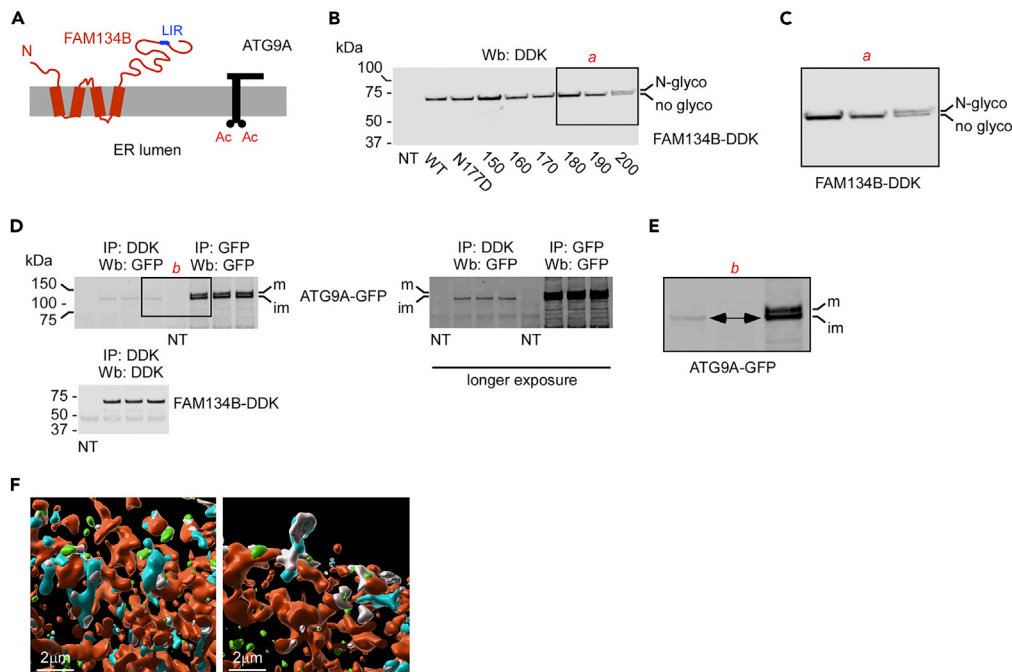 A
FAM134B
LIR
N
ATG9A
Ac Ac
ER lumen
B
kDa
Wb: DDK
a
100 -
75 -
50 -
37 -
N-glyco
no glyco
FAM134B-DDK
NT WT N177D 150 160 170 180 190 200
C
a
N-glyco
no glyco
FAM134B-DDK
D
IP: DDK IP: GFP
Wb: GFP b Wb: GFP
kDa
150 -
100 -
75 -
m
im
ATG9A-GFP
NT
IP: DDK IP: GFP
Wb: GFP Wb: GFP
m
im
NT NT
longer exposure
IP: DDK
Wb: DDK
75 -
50 -
37 -
FAM134B-DDK
NT
E
b
m
im
ATG9A-GFP
F
2μm 2μm